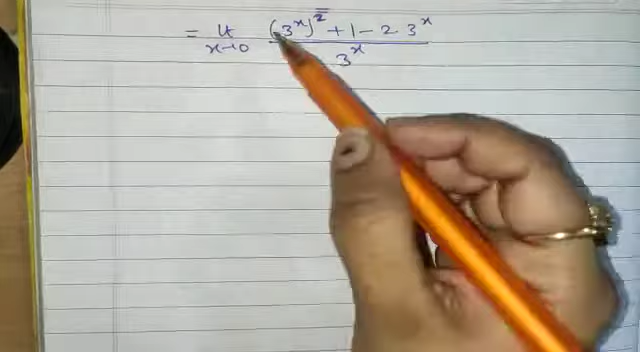 = lt x→0 (3^x)^2 + 1 - 2. 3^x / 3^x